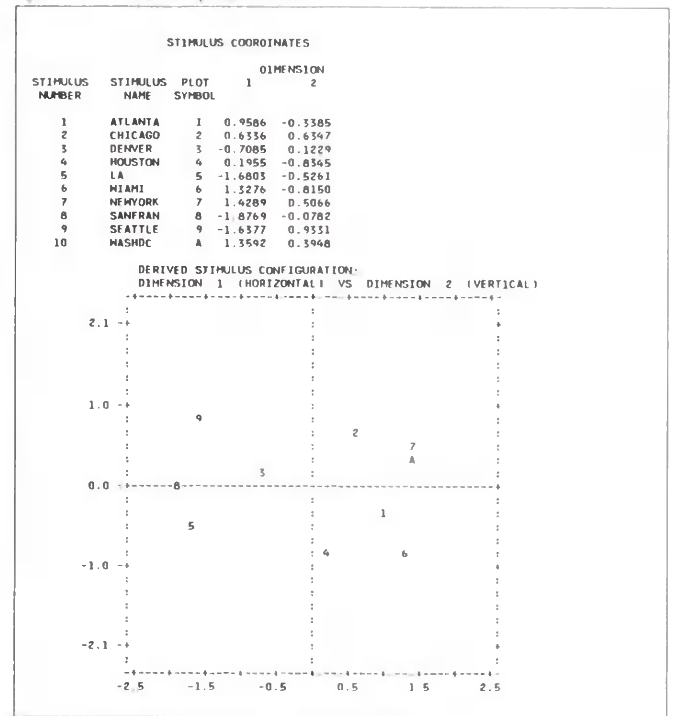 STIMULUS COORDINATES
DIMENSION
STIMULUS STIMULUS PLOT 1 2
NUMBER NAME SYMBOL
1 ATLANTA 1 0.9586 -0.3385
2 CHICAGO 2 0.6336 0.6347
3 DENVER 3 -0.7085 0.1229
4 HOUSTON 4 0.1955 -0.8345
5 LA 5 -1.6803 -0.5261
6 MIAMI 6 1.3276 -0.8150
7 NEWYORK 7 1.4289 0.5066
8 SANFRAN 8 -1.8769 -0.0782
9 SEATTLE 9 -1.6377 0.9331
10 WASHDC A 1.3592 0.3948
DERIVED STIMULUS CONFIGURATION:
DIMENSION 1 (HORIZONTAL) VS DIMENSION 2 (VERTICAL)
2.1
1.0
9
2
7
A
3
0.0
8
1
5
4 6
-1.0
-2.1
-2.5 -1.5 -0.5 0.5 1.5 2.5